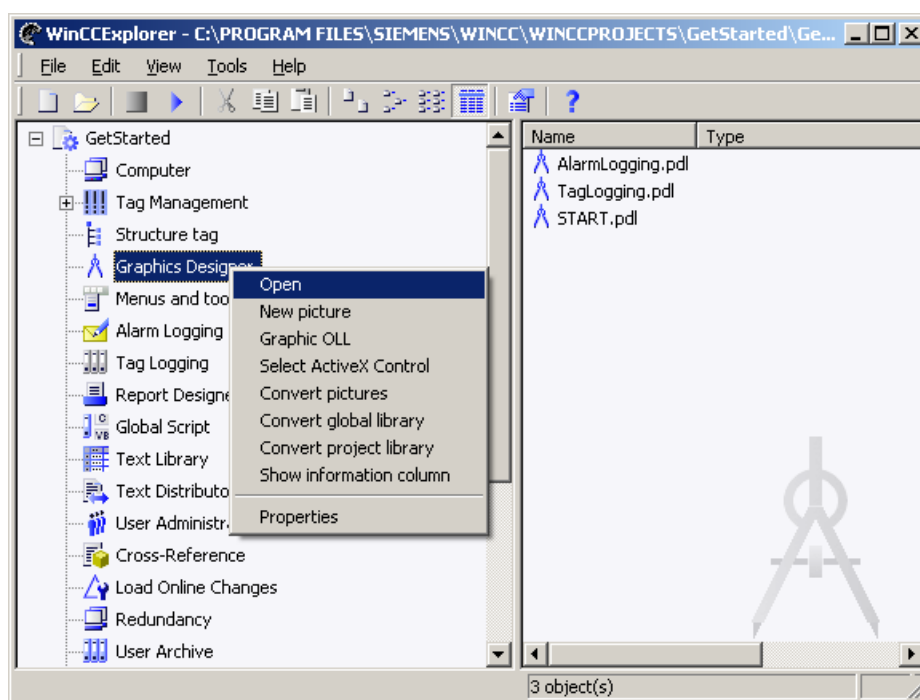 WinCCExplorer - C:\PROGRAM FILES\SIEMENS\WINCC\WINCCPROJECTS\GetStarted\Ge...
File Edit View Tools Help
GetStarted
Computer
Tag Management
Structure tag
Graphics Designer
Menus and too
Alarm Logging
Tag Logging
Report Designe
Global Script
Text Library
Text Distributo
User Administr
Cross-Reference
Load Online Changes
Redundancy
User Archive
Open
New picture
Graphic OLL
Select ActiveX Control
Convert pictures
Convert global library
Convert project library
Show information column
Properties
Name Type
AlarmLogging.pdl
TagLogging.pdl
START.pdl
3 object(s)